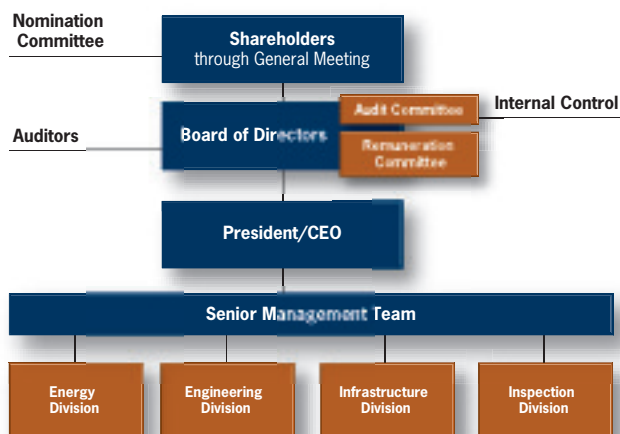 Nomination
Committee
Shareholders
through General Meeting
Audit Committee
Internal Control
Auditors
Board of Directors
Remuneration
Committee
President/CEO
Senior Management Team
Energy
Division
Engineering
Division
Infrastructure
Division
Inspection
Division